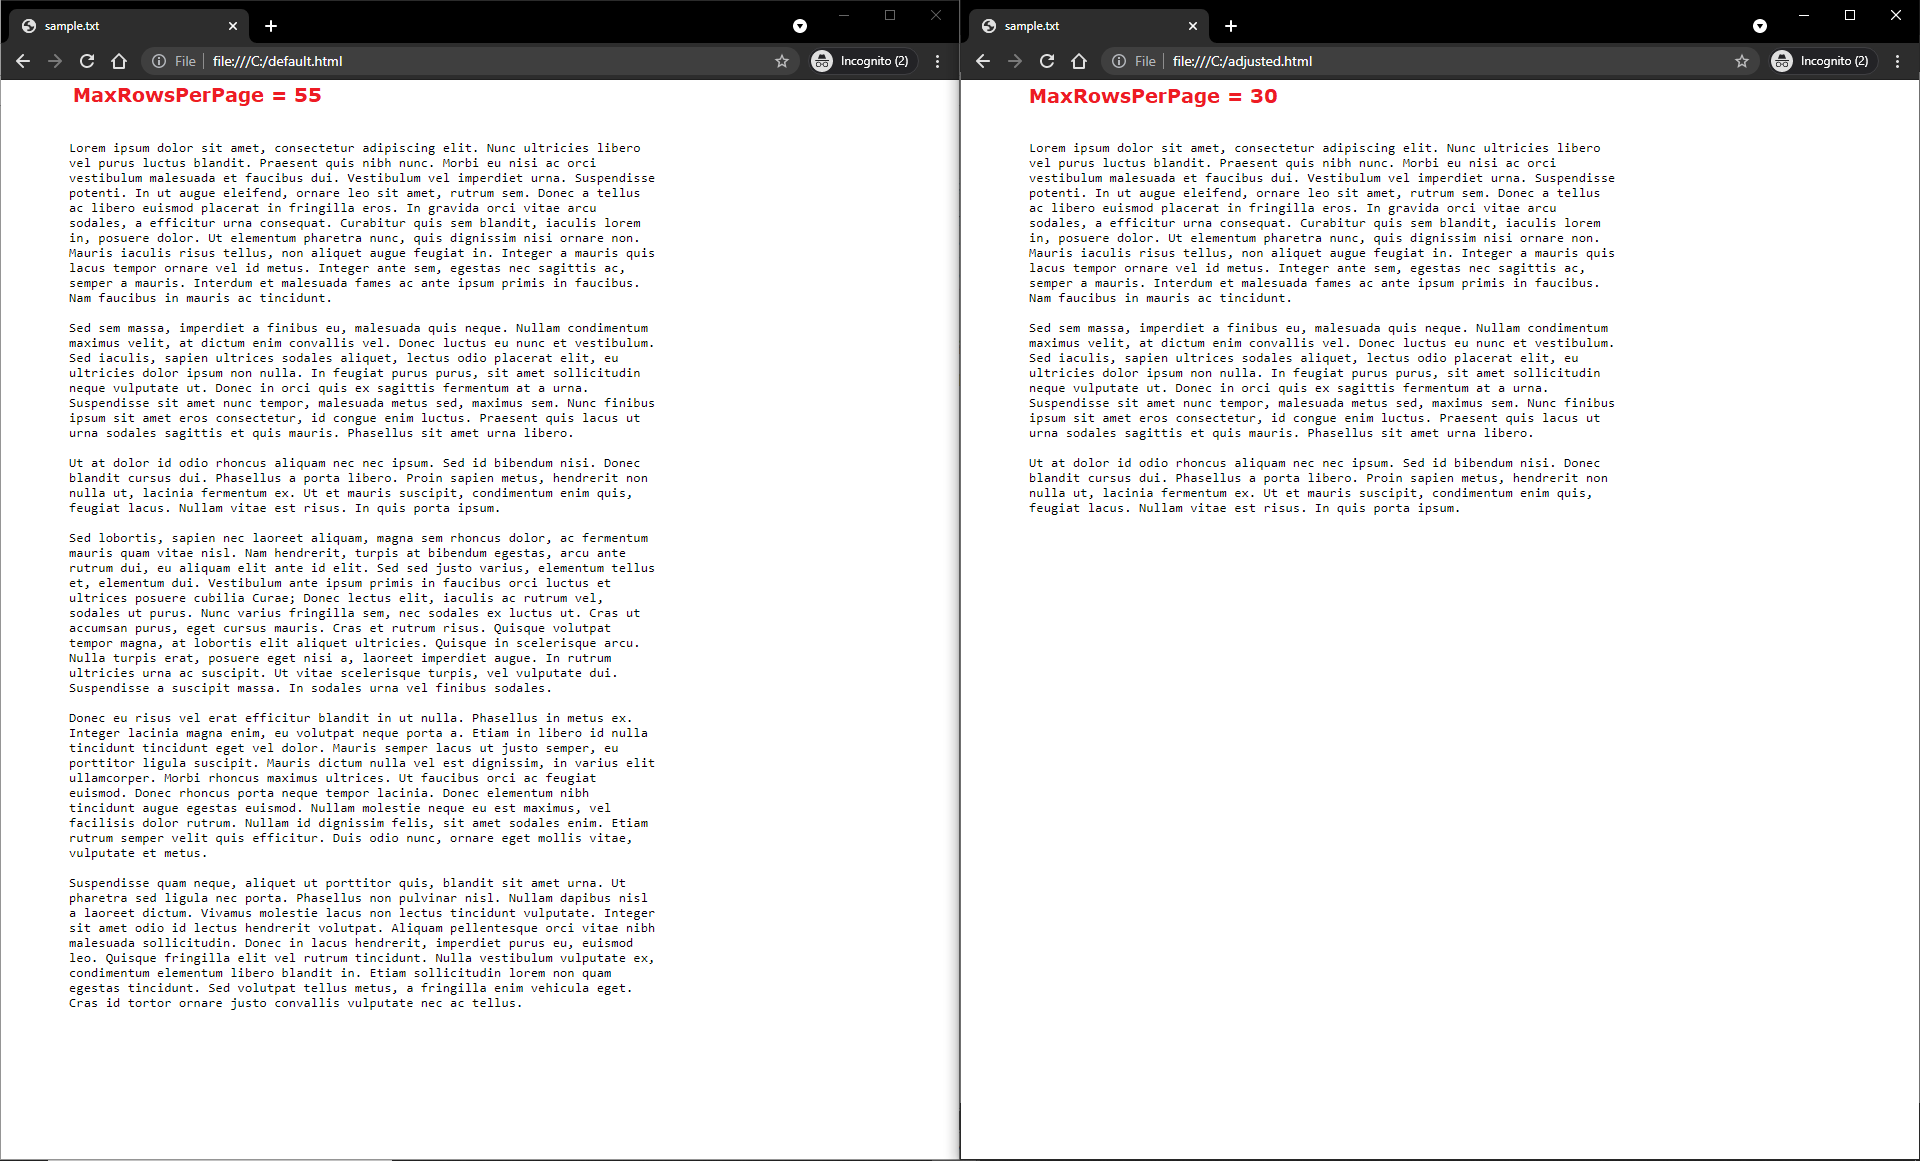 sample.txt
File
file:///C:/default.html
Incognito (2)
MaxRowsPerPage = 55
Lorem ipsum dolor sit amet, consectetur adipiscing elit. Nunc ultricies libero
vel purus luctus blandit. Praesent quis nibh nunc. Morbi eu nisi ac orci
vestibulum malesuada et faucibus dui. Vestibulum vel imperdiet urna. Suspendisse
potenti. In ut augue eleifend, ornare leo sit amet, rutrum sem. Donec a tellus
ac libero euismod placerat in fringilla eros. In gravida orci vitae arcu
sodales, a efficitur urna consequat. Curabitur quis sem blandit, iaculis lorem
in, posuere dolor. Ut elementum pharetra nunc, quis dignissim nisi ornare non.
Mauris iaculis risus tellus, non aliquet augue feugiat in. Integer a mauris quis
lacus tempor ornare vel id metus. Integer ante sem, egestas nec sagittis ac,
semper a mauris. Interdum et malesuada fames ac ante ipsum primis in faucibus.
Nam faucibus in mauris ac tincidunt.
Sed sem massa, imperdiet a finibus eu, malesuada quis neque. Nullam condimentum
maximus velit, at dictum enim convallis vel. Donec luctus eu nunc et vestibulum.
Sed iaculis, sapien ultrices sodales aliquet, lectus odio placerat elit, eu
ultricies dolor ipsum non nulla. In feugiat purus purus, sit amet sollicitudin
neque vulputate ut. Donec in orci quis ex sagittis fermentum at a urna.
Suspendisse sit amet nunc tempor, malesuada metus sed, maximus sem. Nunc finibus
ipsum sit amet eros consectetur, id congue enim luctus. Praesent quis lacus ut
urna sodales sagittis et quis mauris. Phasellus sit amet urna libero.
Ut at dolor id odio rhoncus aliquam nec nec ipsum. Sed id bibendum nisi. Donec
blandit cursus dui. Phasellus a porta libero. Proin sapien metus, hendrerit non
nulla ut, lacinia fermentum ex. Ut et mauris suscipit, condimentum enim quis,
feugiat lacus. Nullam vitae est risus. In quis porta ipsum.
Sed lobortis, sapien nec laoreet aliquam, magna sem rhoncus dolor, ac fermentum
mauris quam vitae nisl. Nam hendrerit, turpis at bibendum egestas, arcu ante
rutrum dui, eu aliquam elit ante id elit. Sed sed justo varius, elementum tellus
et, elementum dui. Vestibulum ante ipsum primis in faucibus orci luctus et
ultrices posuere cubilia Curae; Donec lectus elit, iaculis ac rutrum vel,
sodales ut purus. Nunc varius fringilla sem, nec sodales ex luctus ut. Cras ut
accumsan purus, eget cursus mauris. Cras et rutrum risus. Quisque volutpat
tempor magna, at lobortis elit aliquet ultricies. Quisque in scelerisque arcu.
Nulla turpis erat, posuere eget nisi a, laoreet imperdiet augue. In rutrum
ultricies urna ac suscipit. Ut vitae scelerisque turpis, vel vulputate dui.
Suspendisse a suscipit massa. In sodales urna vel finibus sodales.
Donec eu risus vel erat efficitur blandit in ut nulla. Phasellus in metus ex.
Integer lacinia magna enim, eu volutpat neque porta a. Etiam in libero id nulla
tincidunt tincidunt eget vel dolor. Mauris semper lacus ut justo semper, eu
porttitor ligula suscipit. Mauris dictum nulla vel est dignissim, in varius elit
ullamcorper. Morbi rhoncus maximus ultrices. Ut faucibus orci ac feugiat
euismod. Donec rhoncus porta neque tempor lacinia. Donec elementum nibh
tincidunt augue egestas euismod. Nullam molestie neque eu est maximus, vel
facilisis dolor rutrum. Nullam id dignissim felis, sit amet sodales enim. Etiam
rutrum semper velit quis efficitur. Duis odio nunc, ornare eget mollis vitae,
vulputate et metus.
Suspendisse quam neque, aliquet ut porttitor quis, blandit sit amet urna. Ut
pharetra sed ligula nec porta. Phasellus non pulvinar nisl. Nullam dapibus nisl
a laoreet dictum. Vivamus molestie lacus non lectus tincidunt vulputate. Integer
sit amet odio id lectus hendrerit volutpat. Aliquam pellentesque orci vitae nibh
malesuada sollicitudin. Donec in lacus hendrerit, imperdiet purus eu, euismod
leo. Quisque fringilla elit vel rutrum tincidunt. Nulla vestibulum vulputate ex,
condimentum elementum libero blandit in. Etiam sollicitudin lorem non quam
egestas tincidunt. Sed volutpat tellus metus, a fringilla enim vehicula eget.
Cras id tortor ornare justo convallis vulputate nec ac tellus.
sample.txt
File
file:///C:/adjusted.html
Incognito (2)
MaxRowsPerPage = 30
Lorem ipsum dolor sit amet, consectetur adipiscing elit. Nunc ultricies libero
vel purus luctus blandit. Praesent quis nibh nunc. Morbi eu nisi ac orci
vestibulum malesuada et faucibus dui. Vestibulum vel imperdiet urna. Suspendisse
potenti. In ut augue eleifend, ornare leo sit amet, rutrum sem. Donec a tellus
ac libero euismod placerat in fringilla eros. In gravida orci vitae arcu
sodales, a efficitur urna consequat. Curabitur quis sem blandit, iaculis lorem
in, posuere dolor. Ut elementum pharetra nunc, quis dignissim nisi ornare non.
Mauris iaculis risus tellus, non aliquet augue feugiat in. Integer a mauris quis
lacus tempor ornare vel id metus. Integer ante sem, egestas nec sagittis ac,
semper a mauris. Interdum et malesuada fames ac ante ipsum primis in faucibus.
Nam faucibus in mauris ac tincidunt.
Sed sem massa, imperdiet a finibus eu, malesuada quis neque. Nullam condimentum
maximus velit, at dictum enim convallis vel. Donec luctus eu nunc et vestibulum.
Sed iaculis, sapien ultrices sodales aliquet, lectus odio placerat elit, eu
ultricies dolor ipsum non nulla. In feugiat purus purus, sit amet sollicitudin
neque vulputate ut. Donec in orci quis ex sagittis fermentum at a urna.
Suspendisse sit amet nunc tempor, malesuada metus sed, maximus sem. Nunc finibus
ipsum sit amet eros consectetur, id congue enim luctus. Praesent quis lacus ut
urna sodales sagittis et quis mauris. Phasellus sit amet urna libero.
Ut at dolor id odio rhoncus aliquam nec nec ipsum. Sed id bibendum nisi. Donec
blandit cursus dui. Phasellus a porta libero. Proin sapien metus, hendrerit non
nulla ut, lacinia fermentum ex. Ut et mauris suscipit, condimentum enim quis,
feugiat lacus. Nullam vitae est risus. In quis porta ipsum.